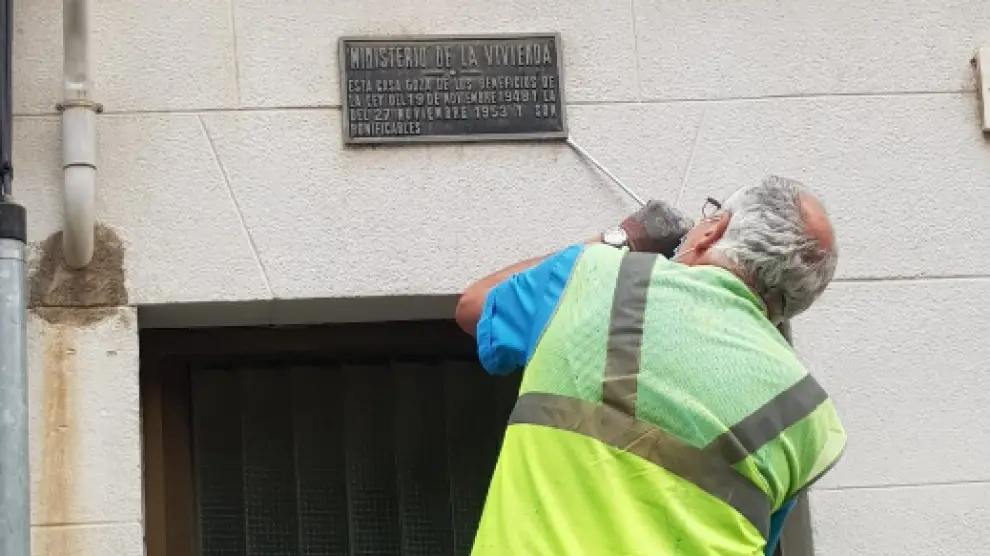 MINISTERIO DE LA VIVIENDA
ESTA CASA GOZA DE LOS BENEFICIOS DE
LA LEY DEL 19 DE NOVIEMBRE 1948 Y LA
DEL 27 NOVIEMBRE 1953 Y SON
BONIFICABLES